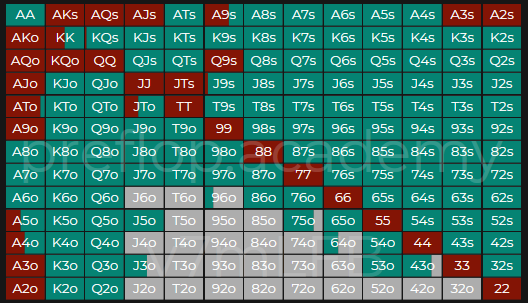 AA AKs AQs AJs ATs A9s A8s A7s A6s A5s A4s A3s A2s
AKo KK KQs KJs KTs K9s K8s K7s K6s K5s K4s K3s K2s
AQo KQo QQ QJs QTs Q9s Q8s Q7s Q6s Q5s Q4s Q3s Q2s
AJo KJo QJo JJ JTs J9s J8s J7s J6s J5s J4s J3s J2s
ATo KTo QTo JTo TT T9s T8s T7s T6s T5s T4s T3s T2s
A9o K9o Q9o J9o T9o 99 98s 97s 96s 95s 94s 93s 92s
A8o K8o Q8o J8o T8o 98o 88 87s 86s 85s 84s 83s 82s
preflop.academy
A7o K7o Q7o J7o T7o 97o 87o 77 76s 75s 74s 73s 72s
A6o K6o Q6o J6o T6o 96o 86o 76o 66 65s 64s 63s 62s
A5o K5o Q5o J5o T5o 95o 85o 75o 65o 55 54s 53s 52s
A4o K4o Q4o J4o T4o 94o 84o 74o 64o 54o 44 43s 42s
A3o K3o Q3o J3o T3o 93o 83o 73o 63o 53o 43o 33 32s
A2o K2o Q2o J2o T2o 92o 82o 72o 62o 52o 42o 32o 22